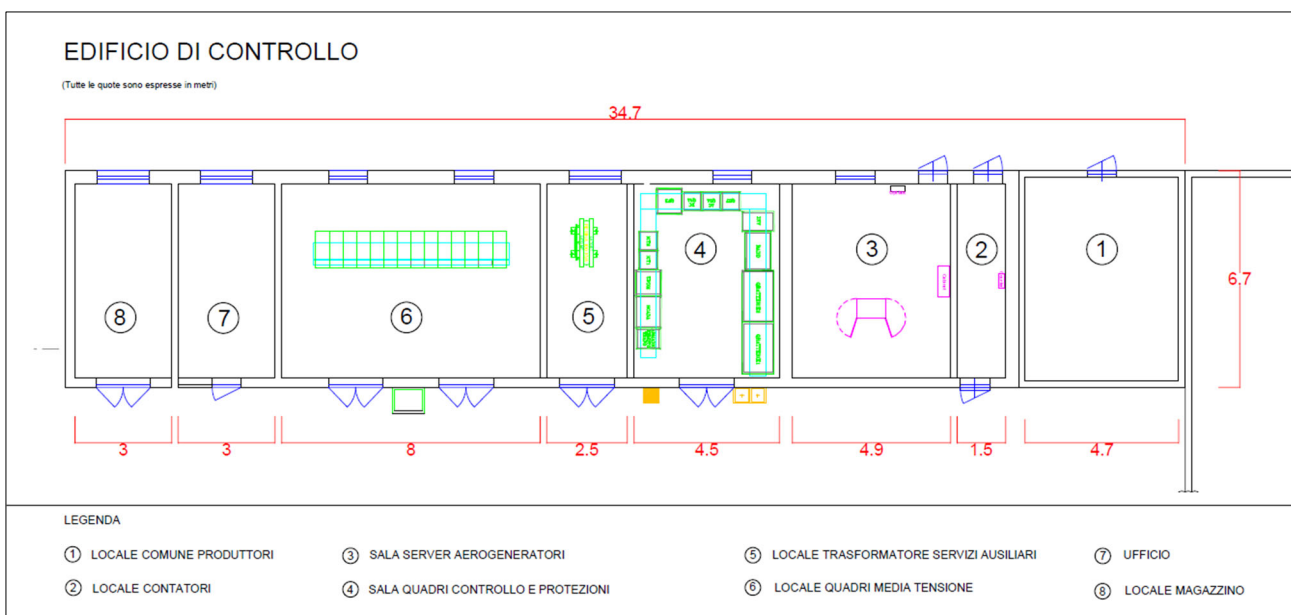 EDIFICIO DI CONTROLLO
(Tutte le quote sono espresse in metri)
34.7
6.7
8
7
6
5
4
3
2
1
3
3
8
2.5
4.5
4.9
1.5
4.7
LEGENDA
1 LOCALE COMUNE PRODUTTORI
3 SALA SERVER AEROGENERATORI
5 LOCALE TRASFORMATORE SERVIZI AUSILIARI
7 UFFICIO
2 LOCALE CONTATORI
4 SALA QUADRI CONTROLLO E PROTEZIONI
6 LOCALE QUADRI MEDIA TENSIONE
8 LOCALE MAGAZZINO